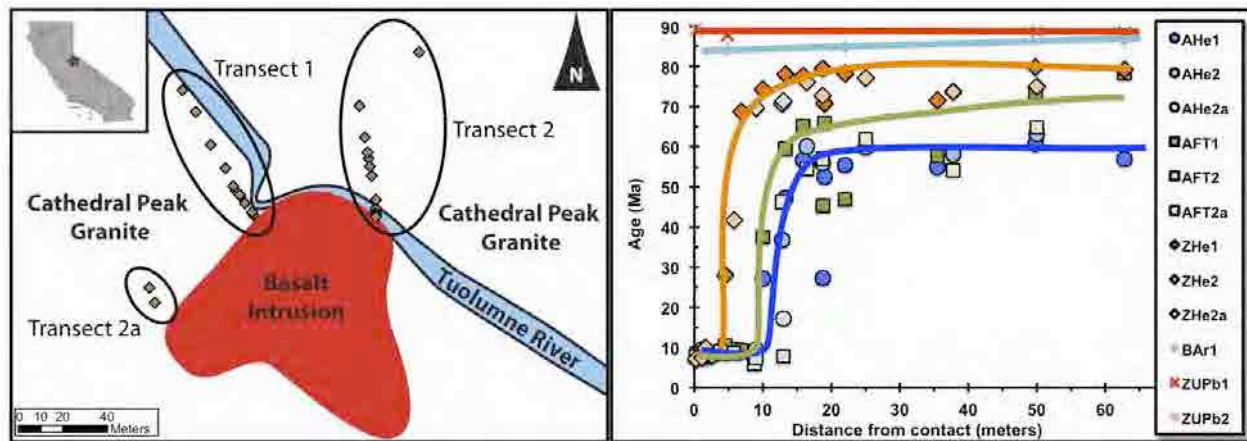 Transect 1
Transect 2
N
Cathedral Peak
Granite
Cathedral Peak
Granite
Basalt
Intrusion
Tuolumne River
Transect 2a
0 10 20 40
Meters
Age (Ma)
90
80
70
60
50
40
30
20
10
0
0 10 20 30 40 50 60
Distance from contact (meters)
AHe1
AHe2
AHe2a
AFT1
AFT2
AFT2a
ZHe1
ZHe2
ZHe2a
BAr1
ZUPb1
ZUPb2